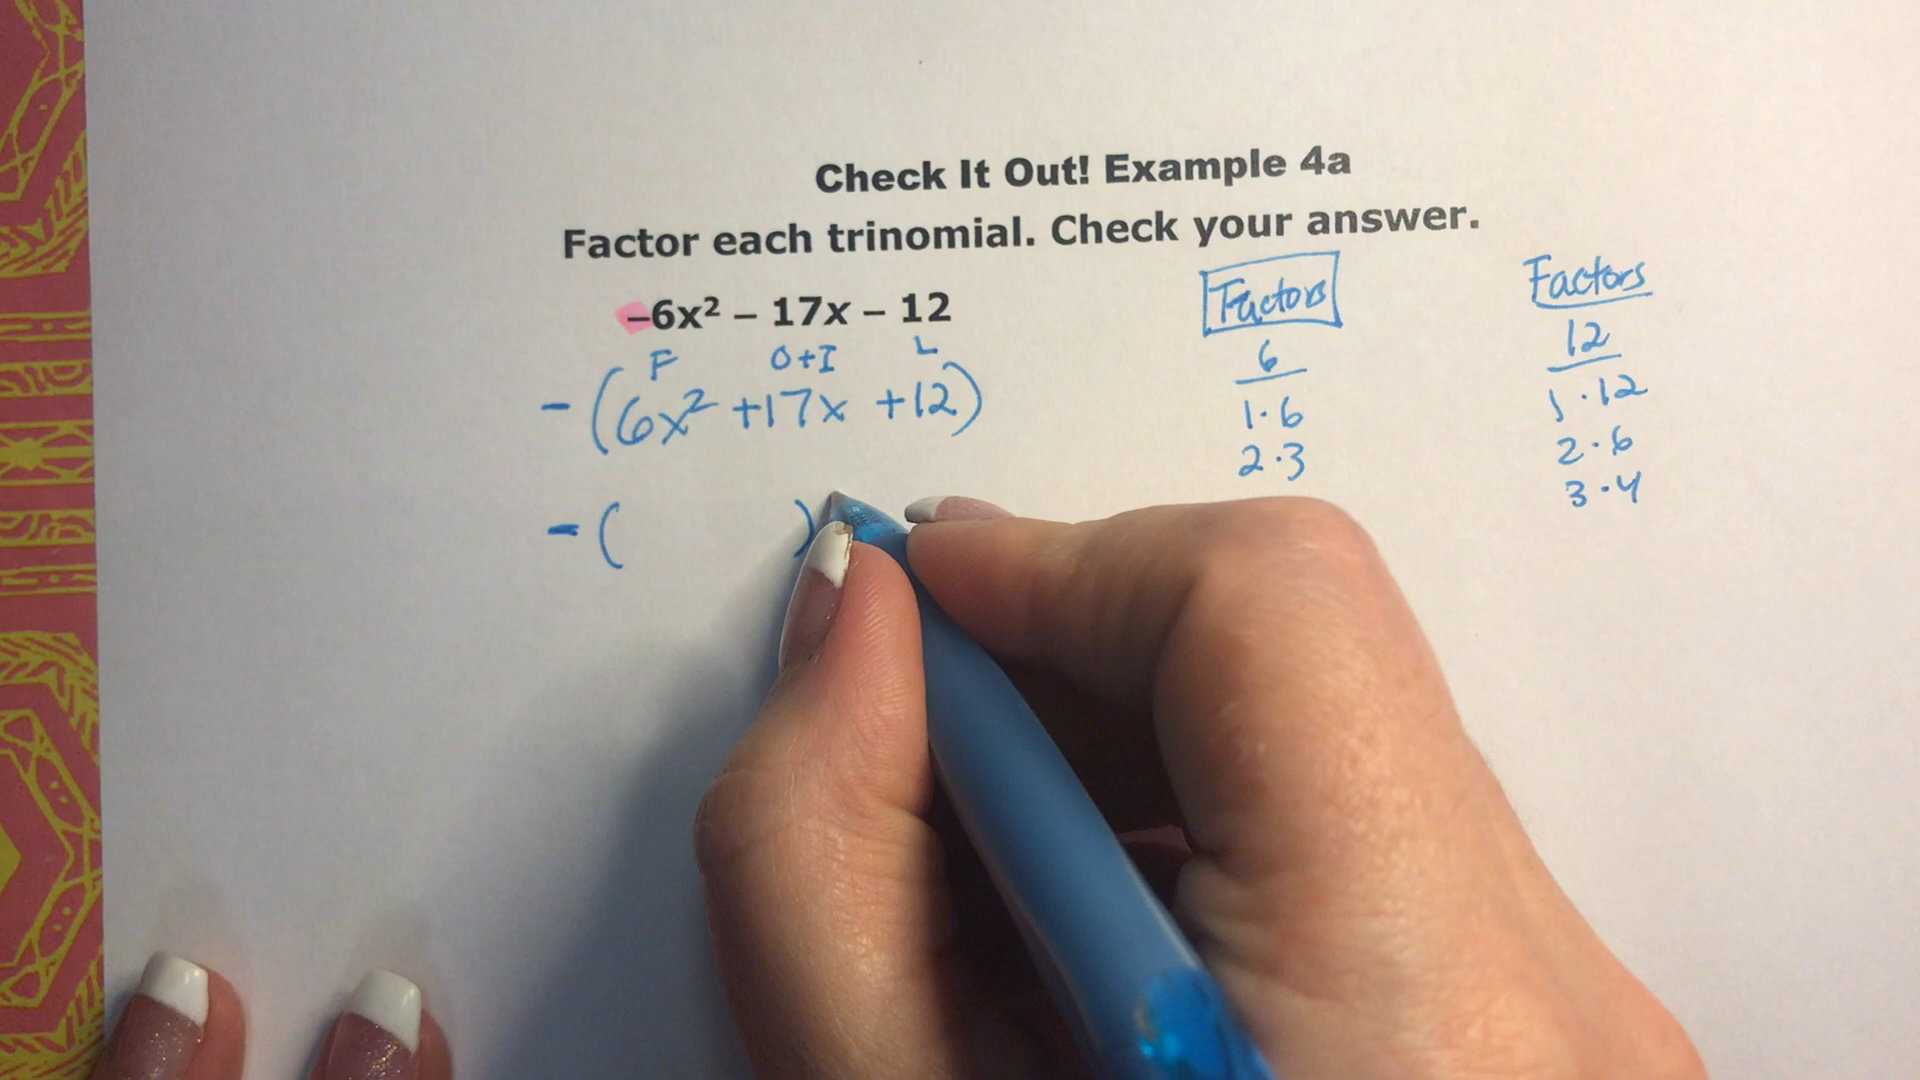 Check It Out! Example 4a
Factor each trinomial. Check your answer.
–6x² – 17x – 12
F O+I L
-(6x² +17x +12)
-( )
Factors
6
1·6
2·3
Factors
12
1·12
2·6
3·4